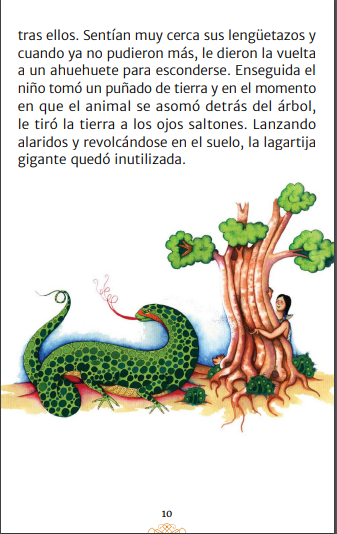 tras ellos. Sentían muy cerca sus lengüetazos y
cuando ya no pudieron más, le dieron la vuelta
a un ahuehuete para esconderse. Enseguida el
niño tomó un puñado de tierra y en el momento
en que el animal se asomó detrás del árbol,
le tiró la tierra a los ojos saltones. Lanzando
alaridos y revolcándose en el suelo, la lagartija
gigante quedó inutilizada.
10